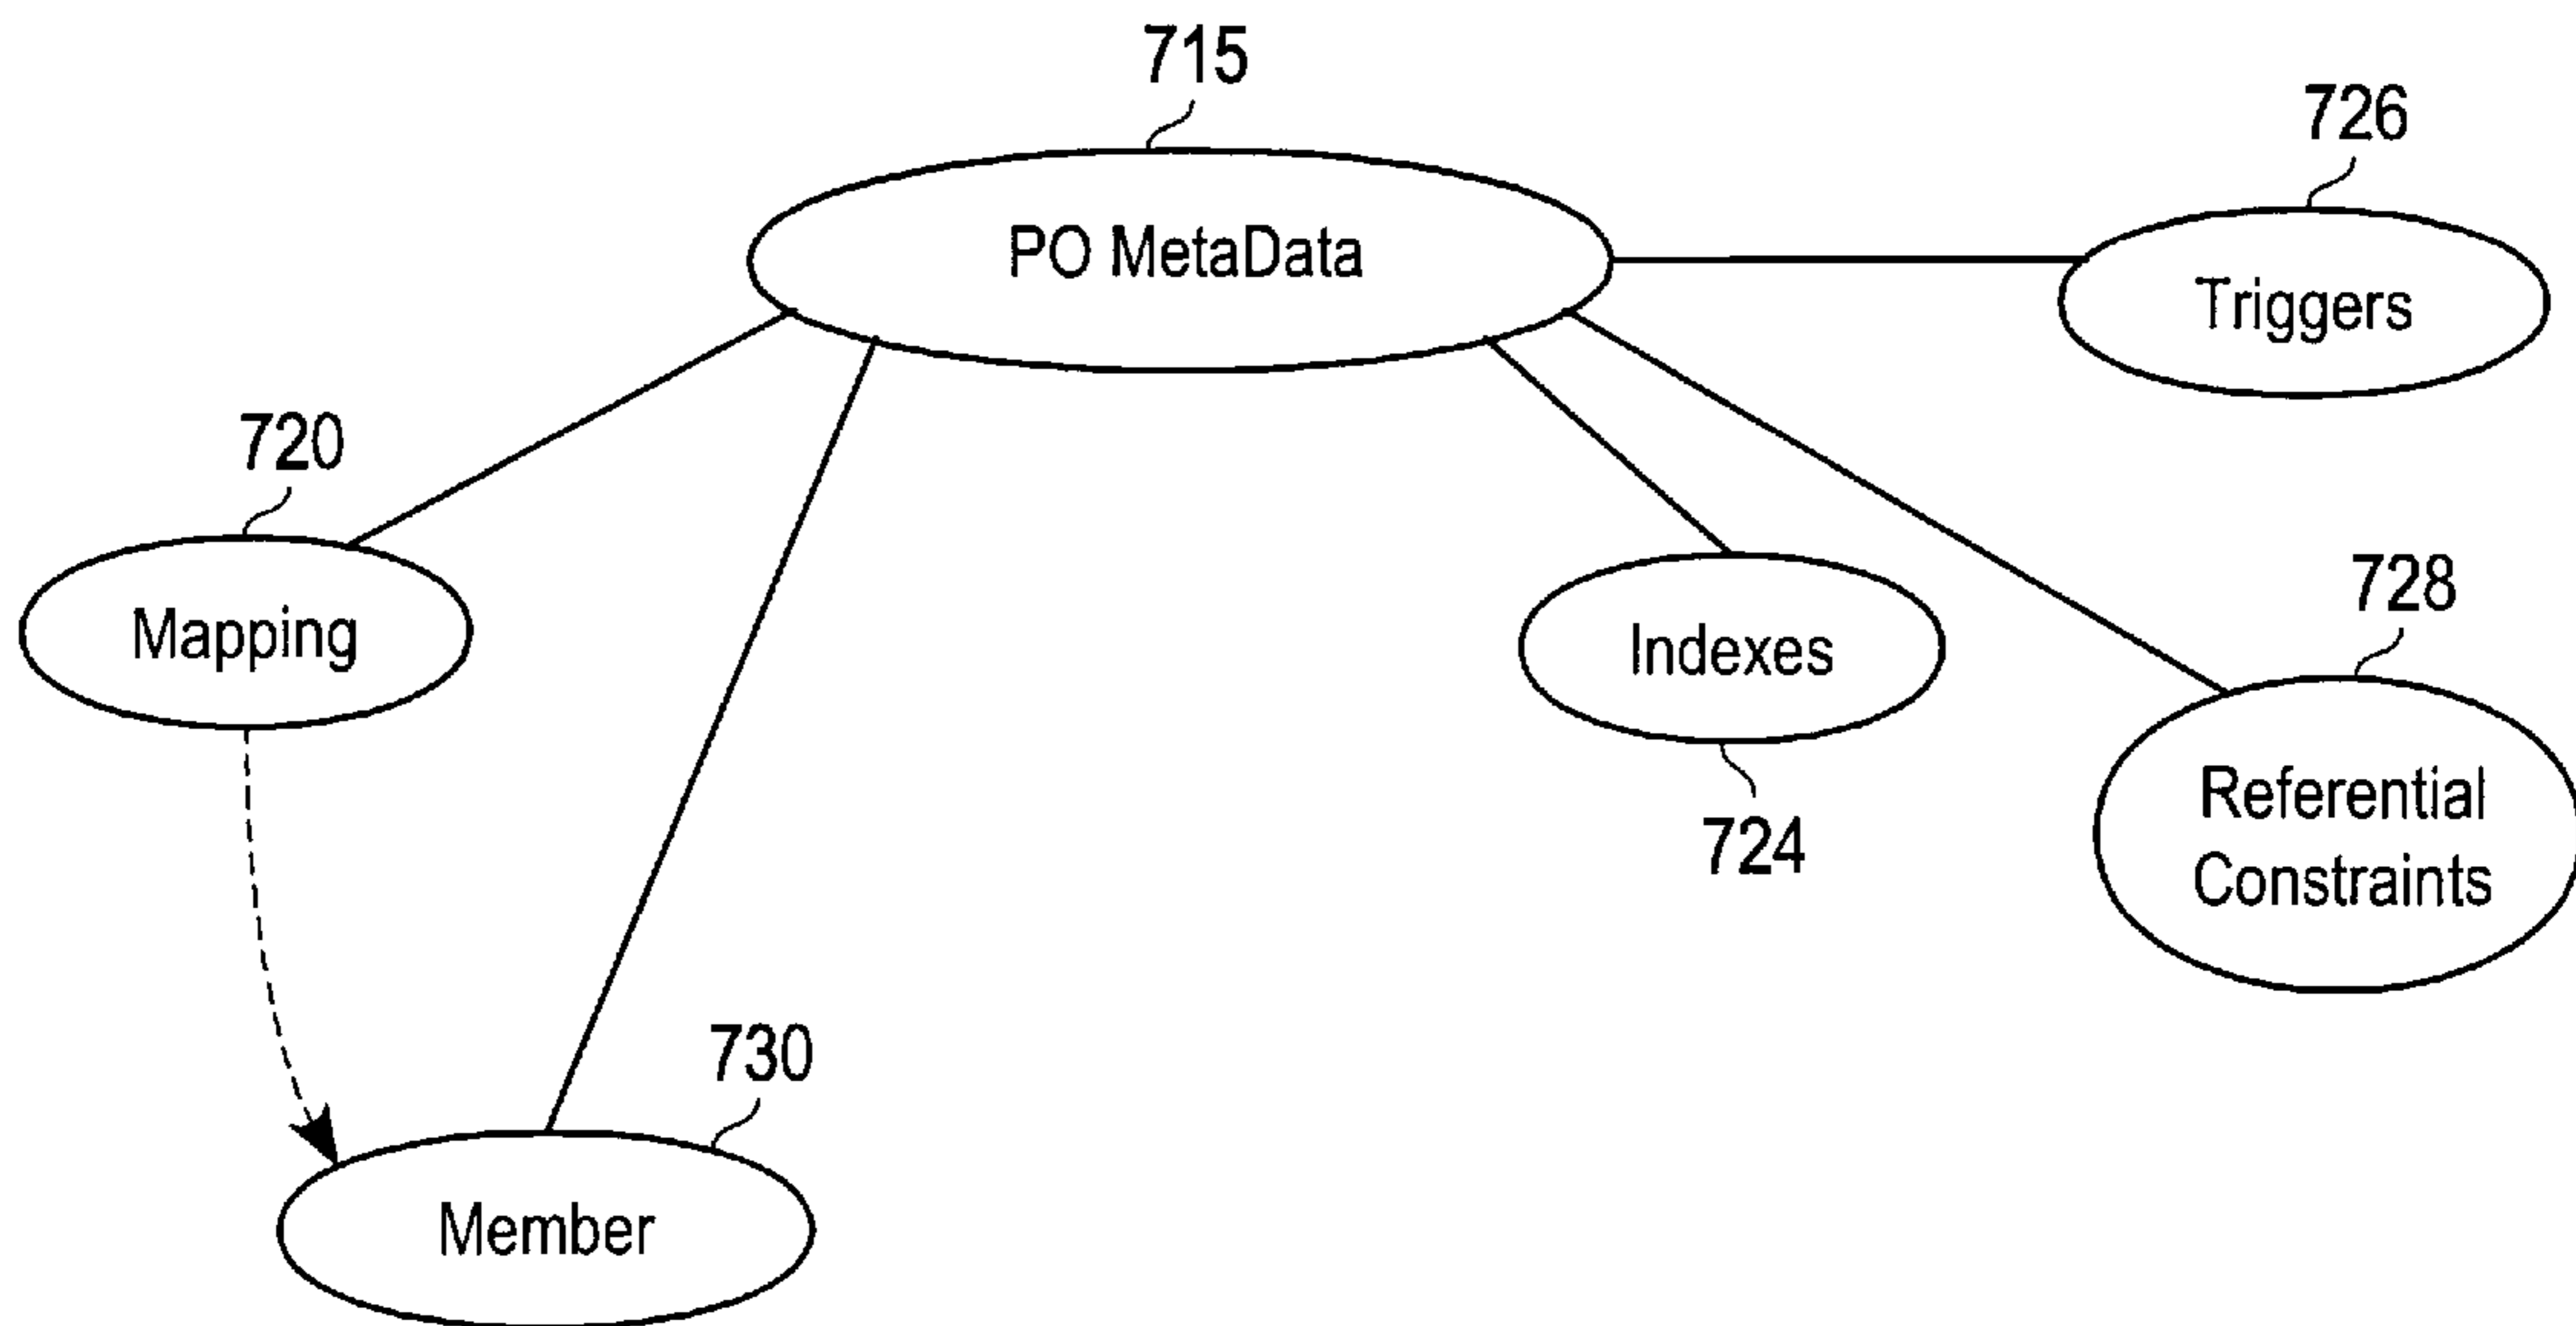 715
PO MetaData
726
Triggers
720
Mapping
Indexes
724
728
Referential
Constraints
730
Member